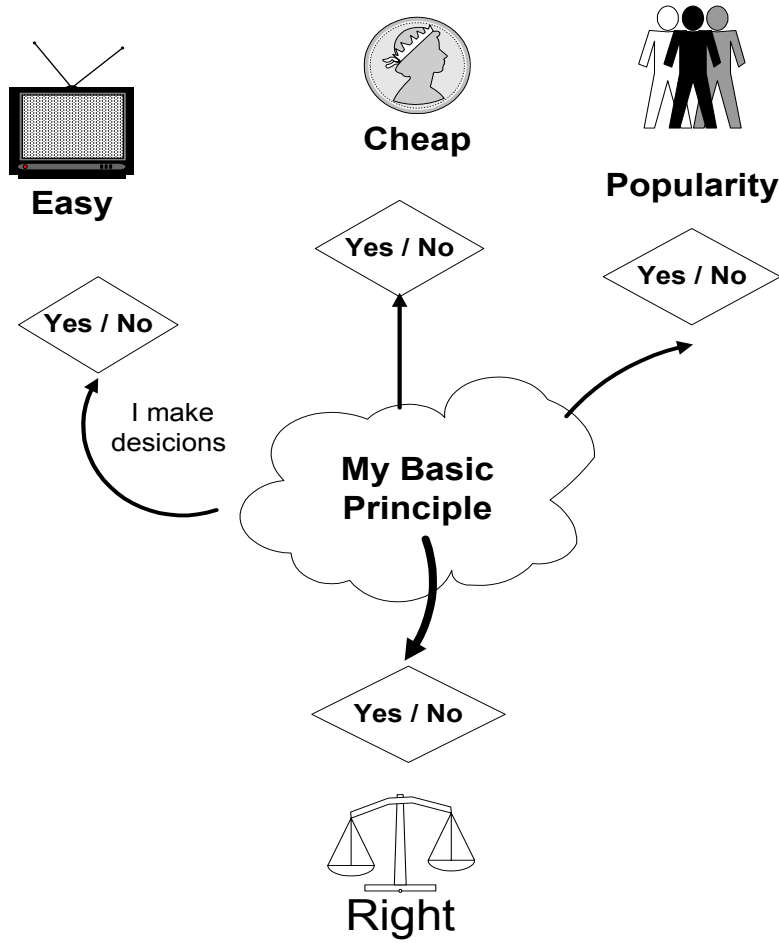 Cheap
Easy
Popularity
Yes / No
Yes / No
Yes / No
I make
desicions
My Basic
Principle
Yes / No
Right